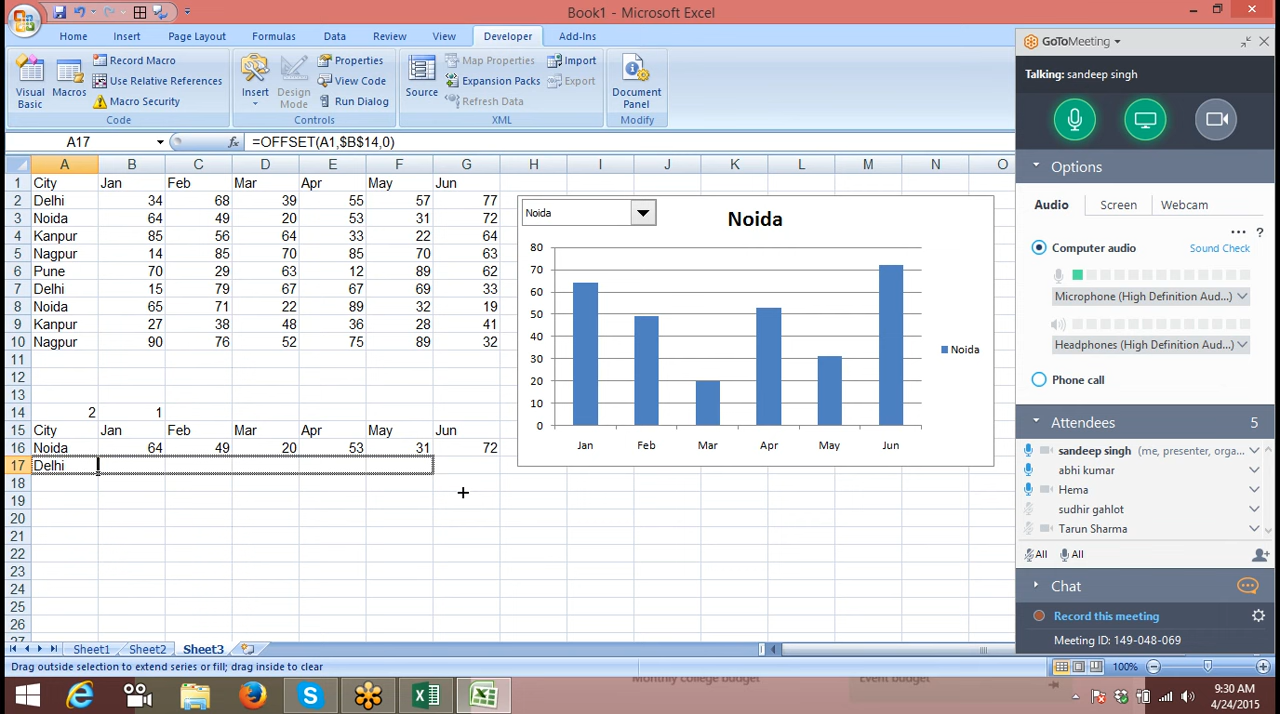 Book1 - Microsoft Excel
Home Insert Page Layout Formulas Data Review View Developer Add-Ins
Visual Basic
Macros
Record Macro
Use Relative References
Macro Security
Code
Insert
Design Mode
Properties
View Code
Run Dialog
Controls
Source
Map Properties
Expansion Packs
Refresh Data
Import
Export
XML
Document Panel
Modify
A17 fx =OFFSET(A1,$B$14,0)
A B C D E F G H I J K L M N O
1 City Jan Feb Mar Apr May Jun
2 Delhi 34 68 39 55 57 77
3 Noida 64 49 20 53 31 72
4 Kanpur 85 56 64 33 22 64
5 Nagpur 14 85 70 85 70 63
6 Pune 70 29 63 12 89 62
7 Delhi 15 79 67 67 69 33
8 Noida 65 71 22 89 32 19
9 Kanpur 27 38 48 36 28 41
10 Nagpur 90 76 52 75 89 32
11
12
13
14 2 1
15 City Jan Feb Mar Apr May Jun
16 Noida 64 49 20 53 31 72
17 Delhi
18
19
20
21
22
23
24
25
26
27
Noida
Noida
80
70
60
50
40
30
20
10
0
Jan Feb Mar Apr May Jun
Noida
Sheet1 Sheet2 Sheet3
Drag outside selection to extend series or fill; drag inside to clear
100%
Monthly college budget
Event budget
GoToMeeting
Talking: sandeep singh
Options
Audio Screen Webcam
... ?
Computer audio Sound Check
Microphone (High Definition Aud...)
Headphones (High Definition Aud...)
Phone call
Attendees 5
sandeep singh (me, presenter, orga...
abhi kumar
Hema
sudhir gahlot
Tarun Sharma
All All
Chat
Record this meeting
Meeting ID: 149-048-069
9:30 AM
4/24/2015